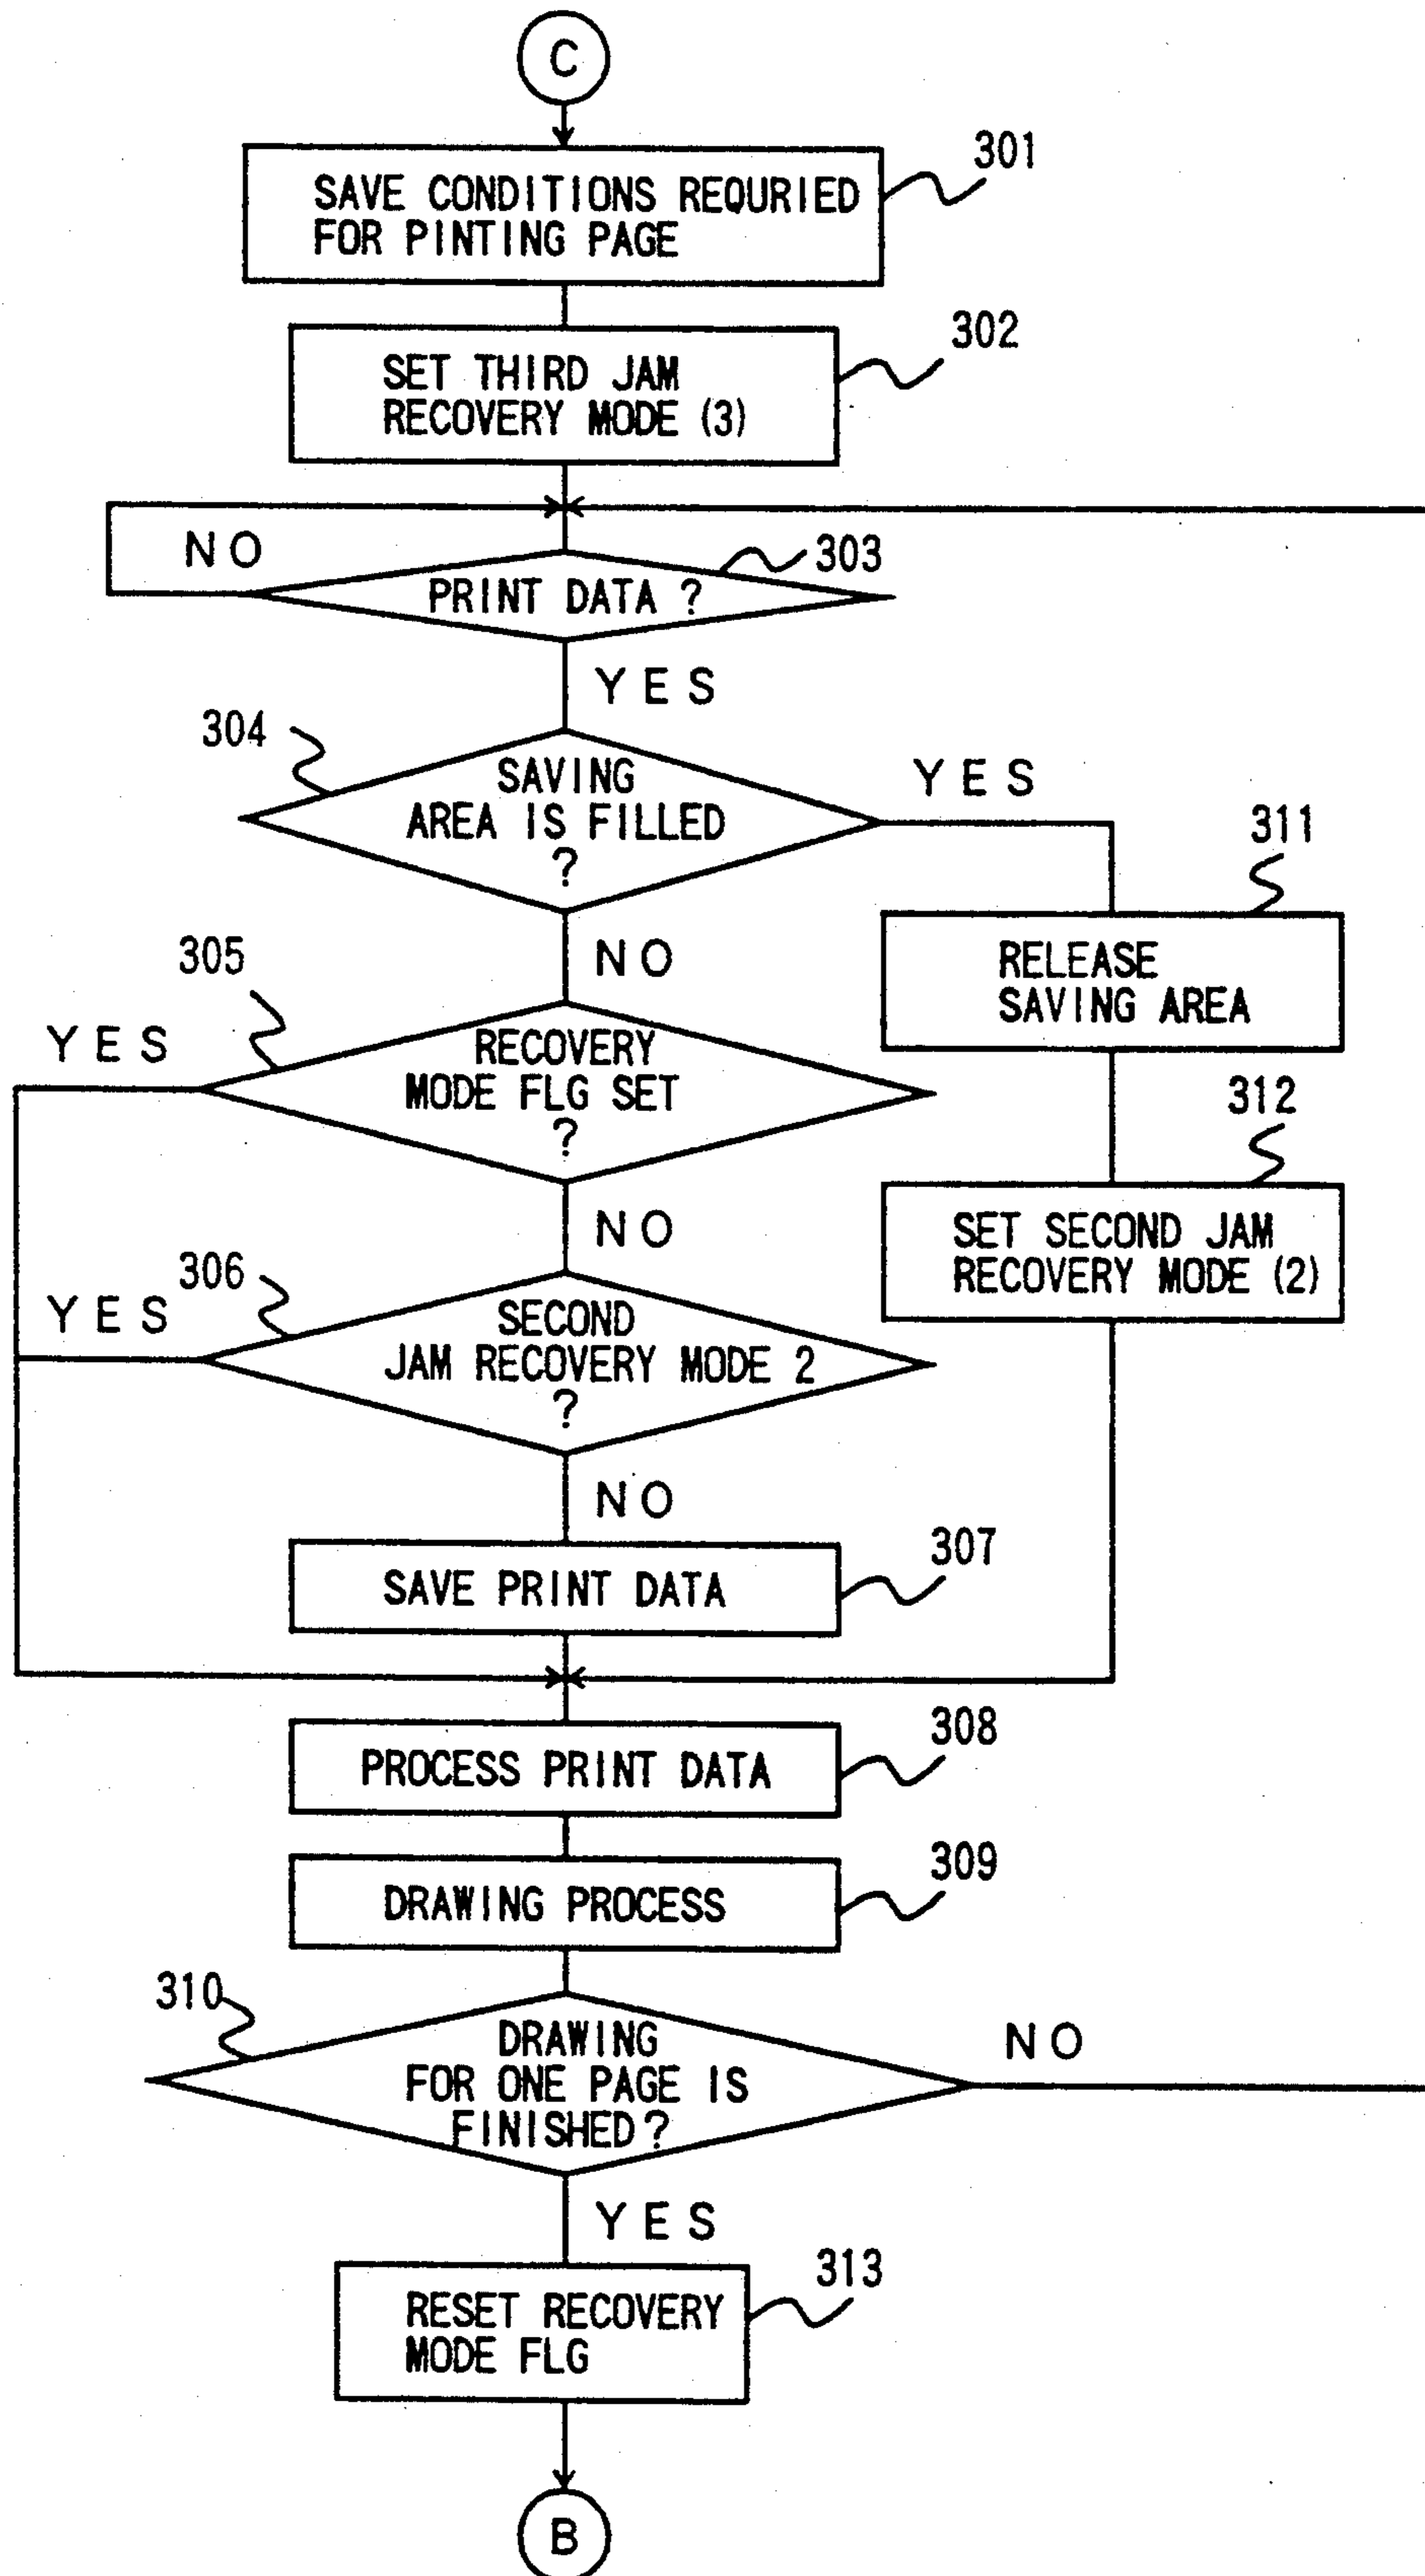 C
301
SAVE CONDITIONS REQURIED
FOR PINTING PAGE
302
SET THIRD JAM
RECOVERY MODE (3)
NO
303
PRINT DATA ?
YES
304
SAVING
AREA IS FILLED
?
YES
311
RELEASE
SAVING AREA
NO
305
YES
RECOVERY
MODE FLG SET
?
312
SET SECOND JAM
RECOVERY MODE (2)
NO
306
YES
SECOND
JAM RECOVERY MODE 2
?
NO
307
SAVE PRINT DATA
308
PROCESS PRINT DATA
309
DRAWING PROCESS
310
DRAWING
FOR ONE PAGE IS
FINISHED?
NO
YES
313
RESET RECOVERY
MODE FLG
B